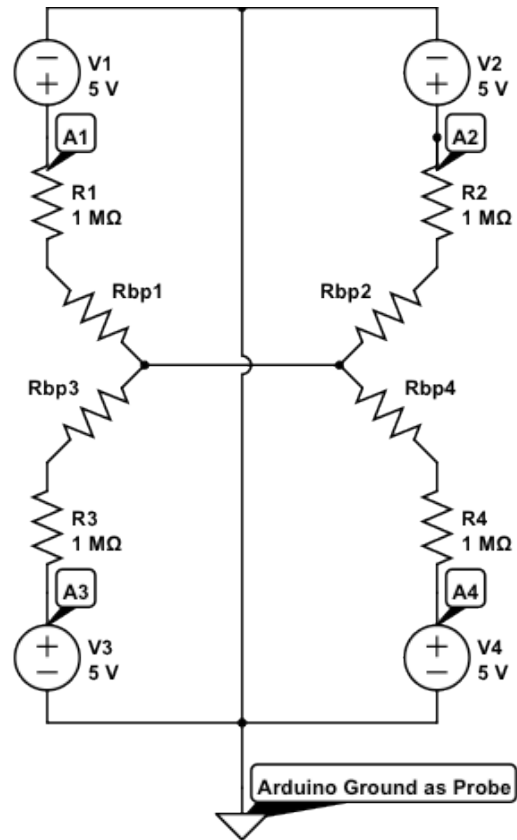 V1
5 V
V2
5 V
A1
A2
R1
1 MΩ
R2
1 MΩ
Rbp1
Rbp2
Rbp3
Rbp4
R3
1 MΩ
R4
1 MΩ
A3
A4
V3
5 V
V4
5 V
Arduino Ground as Probe